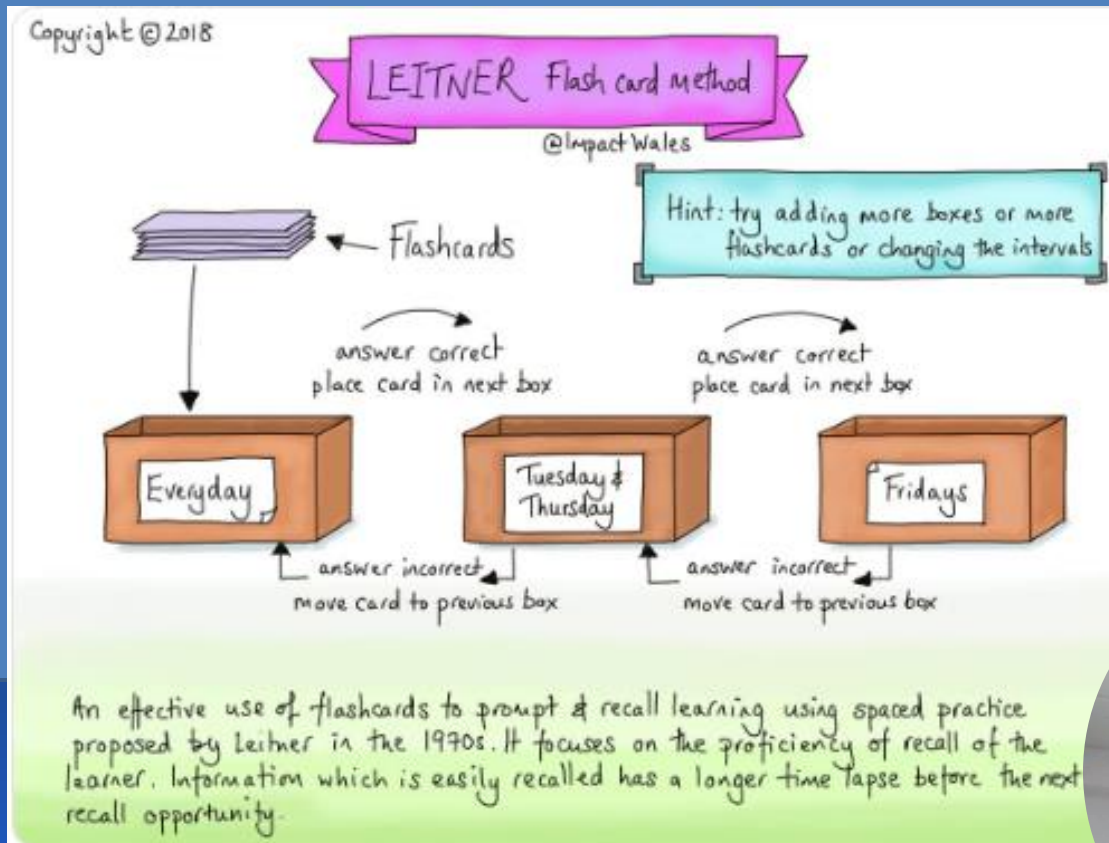 Copyright © 2018
LEITNER Flash card method
@ImpactWales
Hint: try adding more boxes or more
flashcards or changing the intervals
Flashcards
answer correct
place card in next box
answer correct
place card in next box
Everyday
Tuesday &
Thursday
Fridays
answer incorrect
move card to previous box
answer incorrect
move card to previous box
An effective use of flashcards to prompt & recall learning using spaced practice
proposed by Leitner in the 1970s. It focuses on the proficiency of recall of the
learner. Information which is easily recalled has a longer time lapse before the next
recall opportunity.